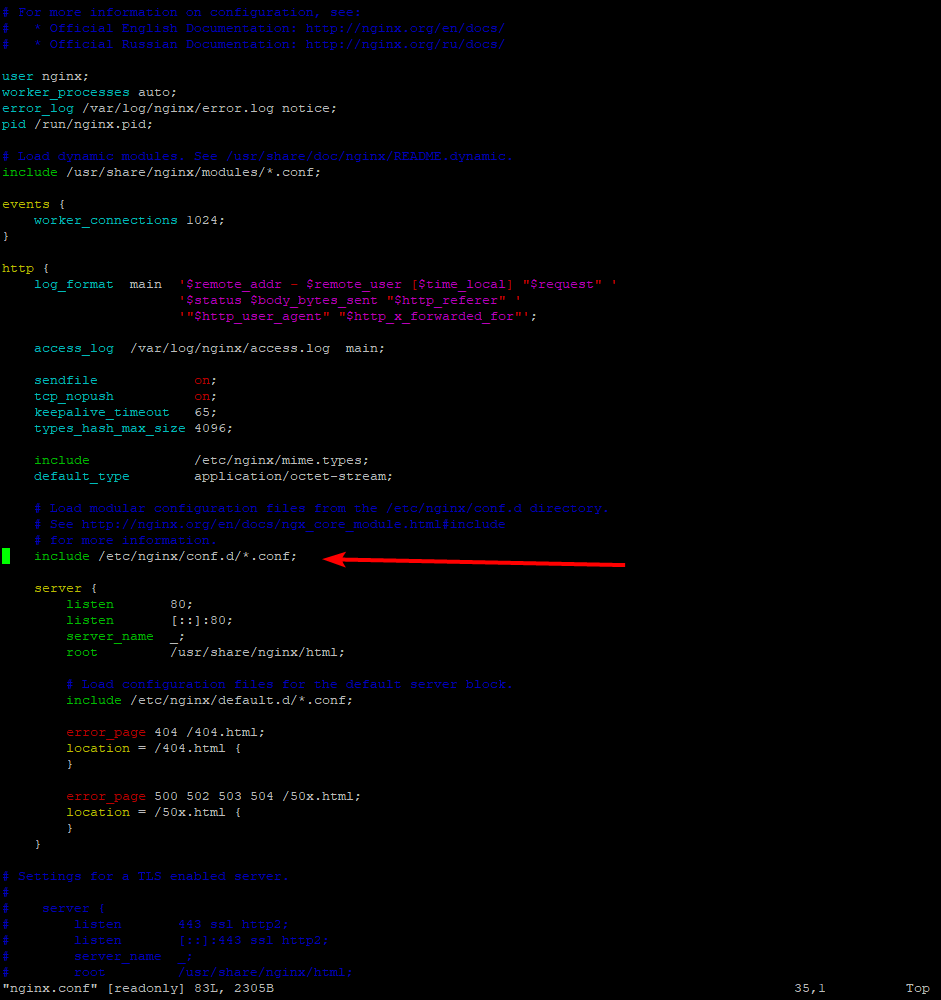 # For more information on configuration, see:
#   * Official English Documentation: http://nginx.org/en/docs/
#   * Official Russian Documentation: http://nginx.org/ru/docs/
user nginx;
worker_processes auto;
error_log /var/log/nginx/error.log notice;
pid /run/nginx.pid;
# Load dynamic modules. See /usr/share/doc/nginx/README.dynamic.
include /usr/share/nginx/modules/*.conf;
events {
    worker_connections 1024;
}
http {
    log_format  main  '$remote_addr - $remote_user [$time_local] "$request" '
                      '$status $body_bytes_sent "$http_referer" '
                      '"$http_user_agent" "$http_x_forwarded_for"';
    access_log  /var/log/nginx/access.log  main;
    sendfile            on;
    tcp_nopush          on;
    keepalive_timeout   65;
    types_hash_max_size 4096;
    include             /etc/nginx/mime.types;
    default_type        application/octet-stream;
    # Load modular configuration files from the /etc/nginx/conf.d directory.
    # See http://nginx.org/en/docs/ngx_core_module.html#include
    # for more information.
    include /etc/nginx/conf.d/*.conf;
    server {
        listen       80;
        listen       [::]:80;
        server_name  _;
        root         /usr/share/nginx/html;
        # Load configuration files for the default server block.
        include /etc/nginx/default.d/*.conf;
        error_page 404 /404.html;
        location = /404.html {
        }
        error_page 500 502 503 504 /50x.html;
        location = /50x.html {
        }
    }
# Settings for a TLS enabled server.
#
#    server {
#        listen       443 ssl http2;
#        listen       [::]:443 ssl http2;
#        server_name  _;
#        root         /usr/share/nginx/html;
"nginx.conf" [readonly] 83L, 2305B                                                                 35,1          Top